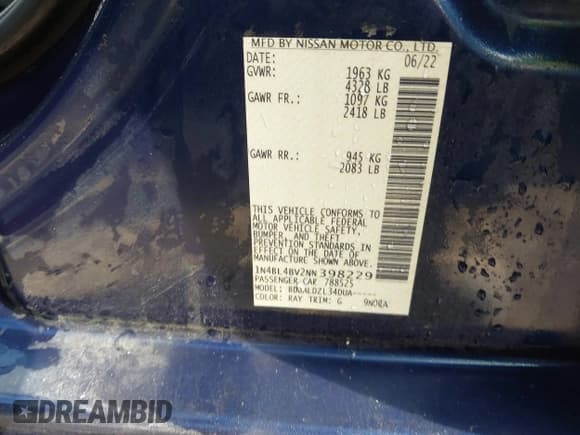 MFD BY NISSAN MOTOR CO., LTD.
DATE: 06/22
GVWR: 1963 KG
4328 LB
GAWR FR.: 1097 KG
2418 LB
GAWR RR.: 945 KG
2083 LB
THIS VEHICLE CONFORMS TO
ALL APPLICABLE FEDERAL
MOTOR VEHICLE SAFETY,
BUMPER, AND THEFT
PREVENTION STANDARDS IN
EFFECT ON THE DATE OF
MANUFACTURE SHOWN ABOVE.
1N4BL4BV2NN398229
PASSENGER CAR 788525
MODEL:
COLOR: RAY TRIM: G
DREAMBID